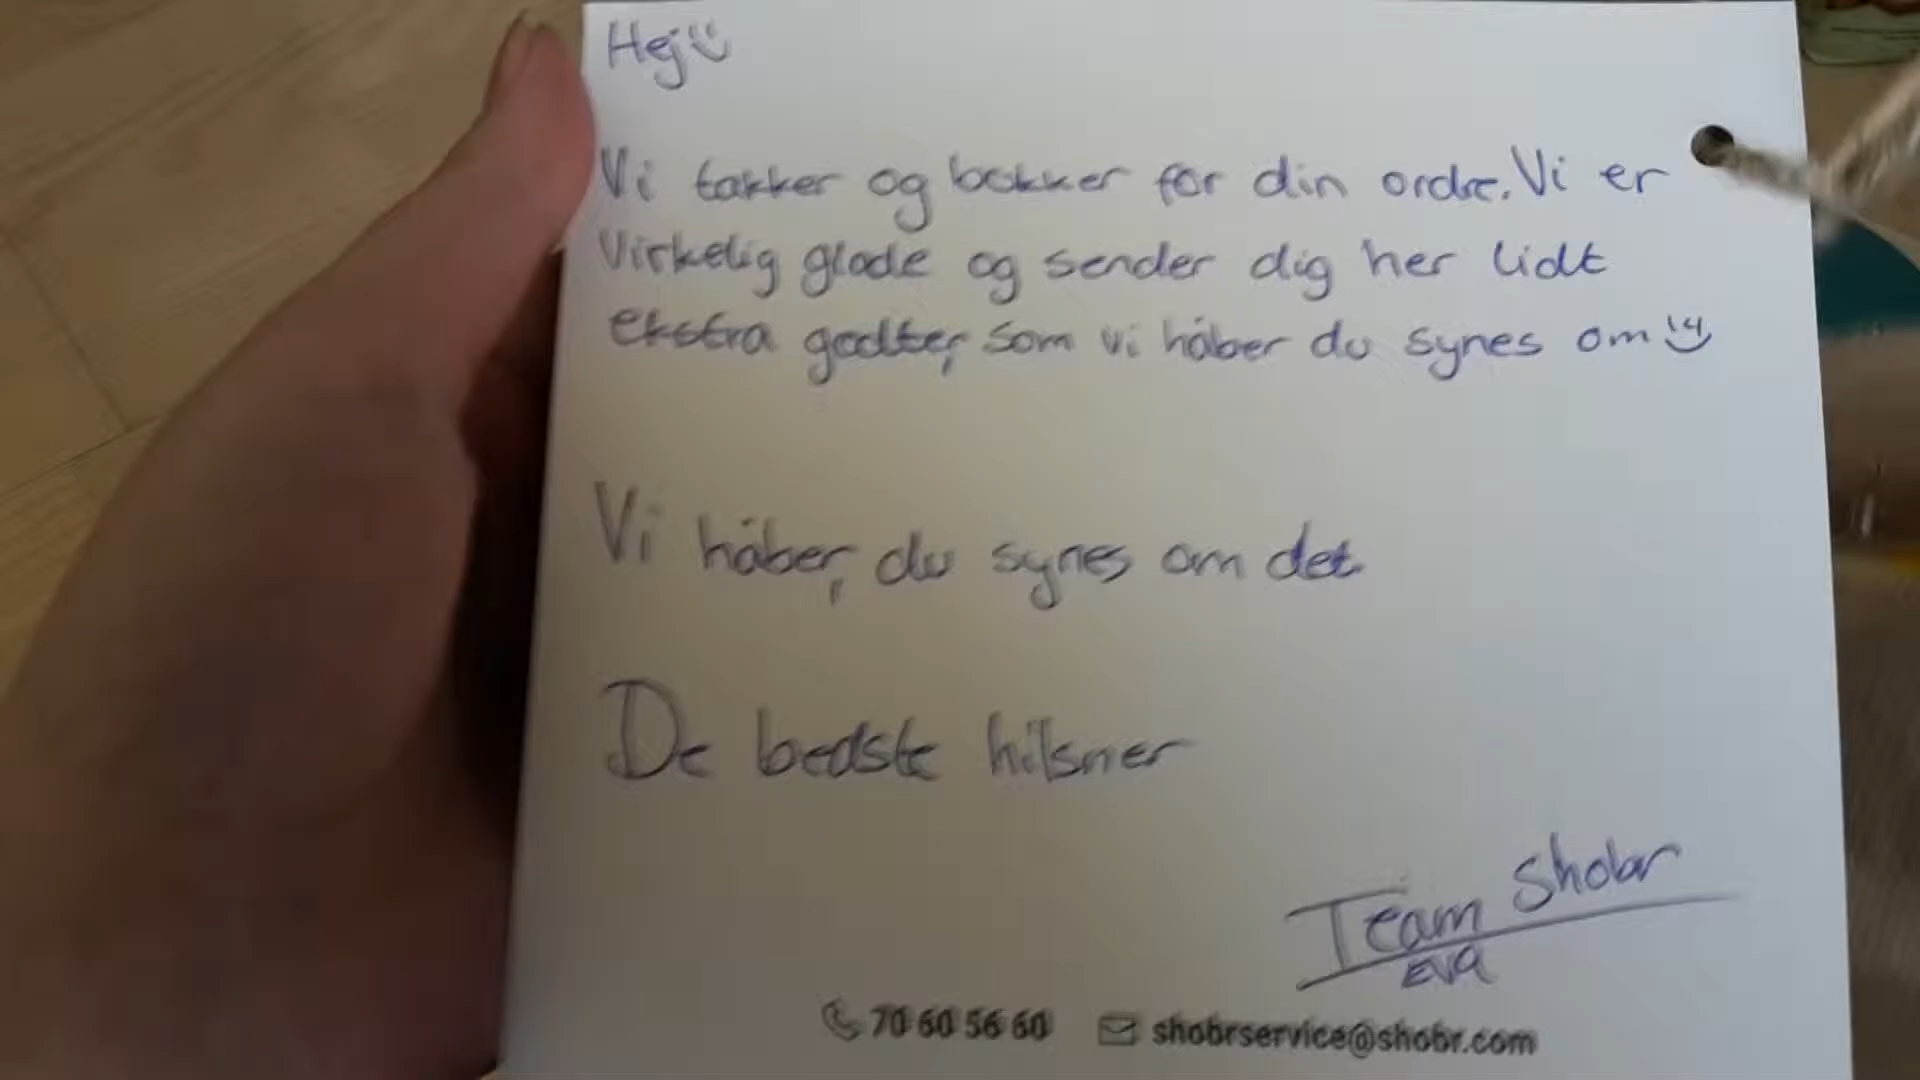 Hej
Vi takker og bukker for din ordre. Vi er
virkelig glade og sender dig her lidt
ekstra godter, som vi håber du synes om
Vi håber, du synes om det
De bedste hilsner
Team Shobr
Eva
70 60 56 60 shobrservice@shobr.com